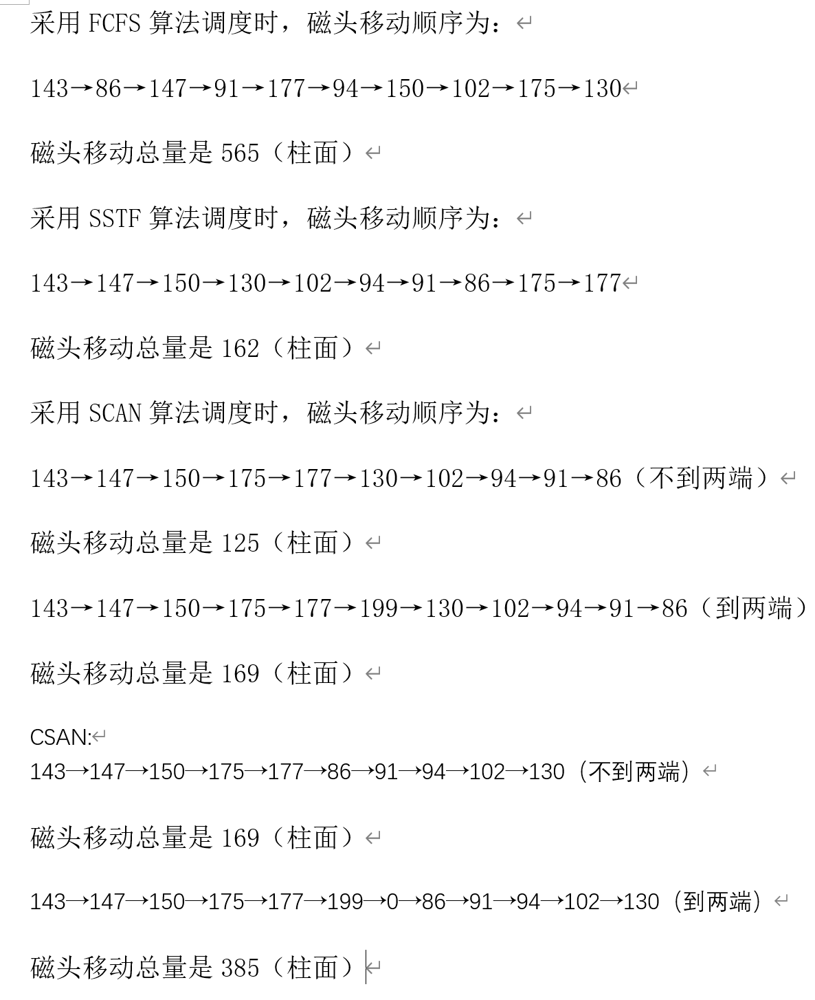 采用 FCFS 算法调度时，磁头移动顺序为：
143→86→147→91→177→94→150→102→175→130
磁头移动总量是 565（柱面）
采用 SSTF 算法调度时，磁头移动顺序为：
143→147→150→130→102→94→91→86→175→177
磁头移动总量是 162（柱面）
采用 SCAN 算法调度时，磁头移动顺序为：
143→147→150→175→177→130→102→94→91→86（不到两端）
磁头移动总量是 125（柱面）
143→147→150→175→177→199→130→102→94→91→86（到两端）
磁头移动总量是 169（柱面）
CSAN:
143→147→150→175→177→86→91→94→102→130（不到两端）
磁头移动总量是 169（柱面）
143→147→150→175→177→199→0→86→91→94→102→130（到两端）
磁头移动总量是 385（柱面）